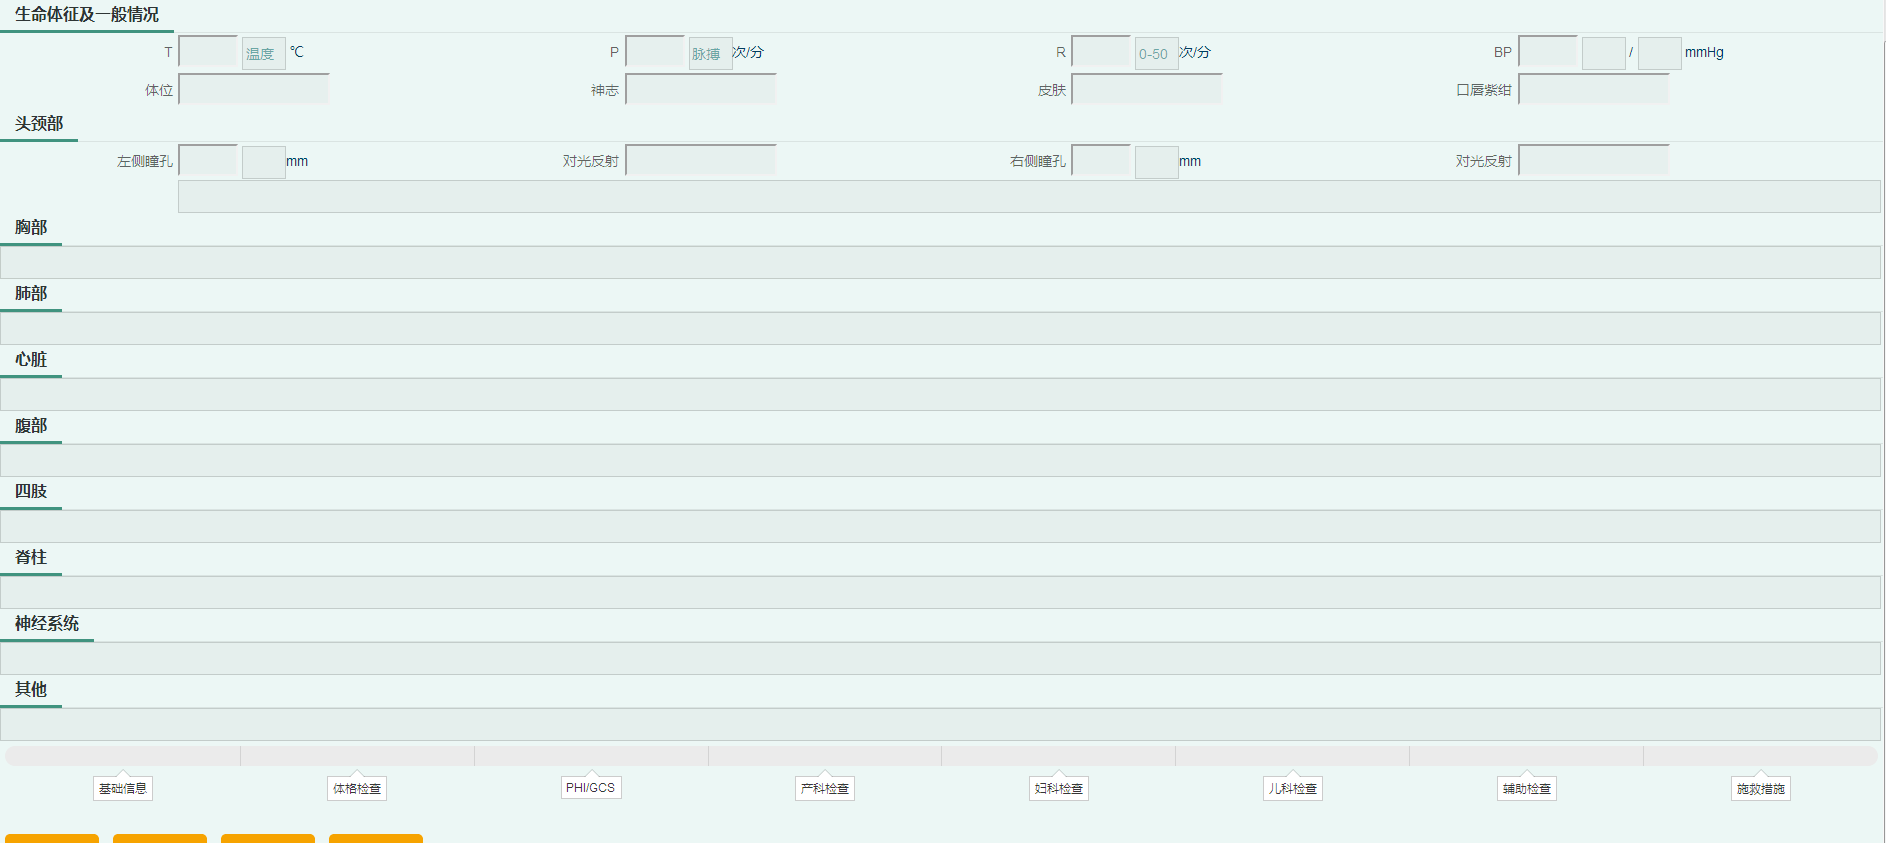 生命体征及一般情况
T 温度 ℃ P 脉搏 次/分 R 0-50 次/分 BP / mmHg
体位 神志 皮肤 口唇紫绀
头颈部
左侧瞳孔 mm 对光反射 右侧瞳孔 mm 对光反射
胸部
肺部
心脏
腹部
四肢
脊柱
神经系统
其他
基础信息 体格检查 PHI/GCS 产科检查 妇科检查 儿科检查 辅助检查 施救措施